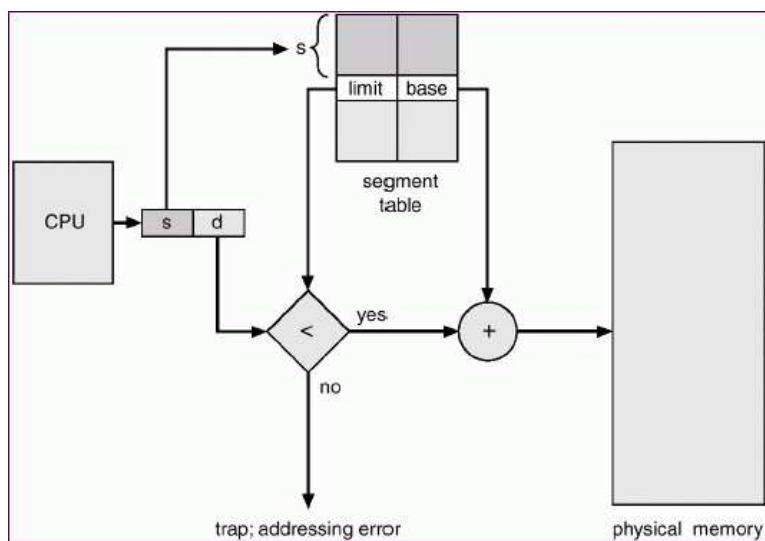 s
limit base
segment
table
CPU
s d
<
yes
+
no
trap; addressing error
physical memory